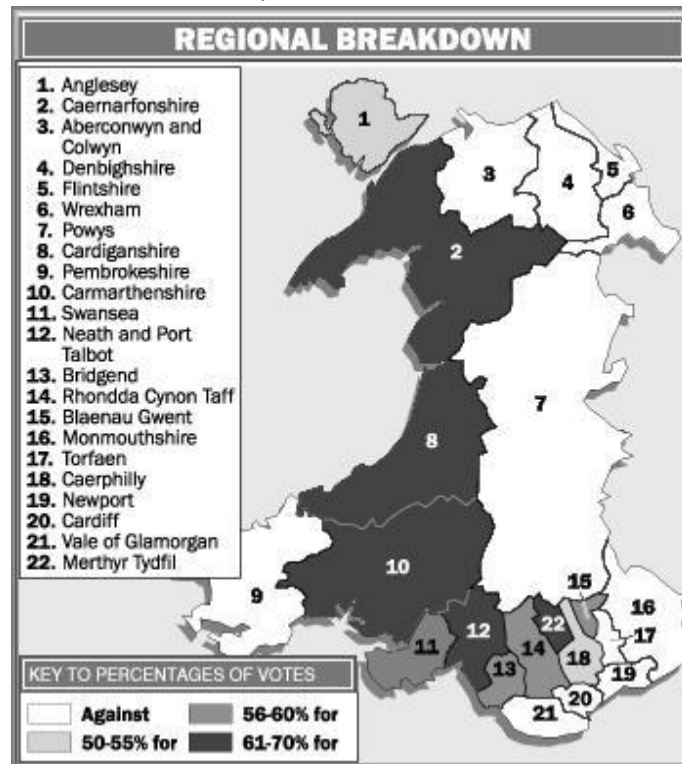 REGIONAL BREAKDOWN
1. Anglesey
2. Caernarfonshire
3. Aberconwyn and
Colwyn
4. Denbighshire
5. Flintshire
6. Wrexham
7. Powys
8. Cardiganshire
9. Pembrokeshire
10. Carmarthenshire
11. Swansea
12. Neath and Port
Talbot
13. Bridgend
14. Rhondda Cynon Taff
15. Blaenau Gwent
16. Monmouthshire
17. Torfaen
18. Caerphilly
19. Newport
20. Cardiff
21. Vale of Glamorgan
22. Merthyr Tydfil
1
2
3
4
5
6
7
8
9
10
11
12
13
14
22
15
18
16
17
19
20
21
KEY TO PERCENTAGES OF VOTES
Against
56-60% for
50-55% for
61-70% for